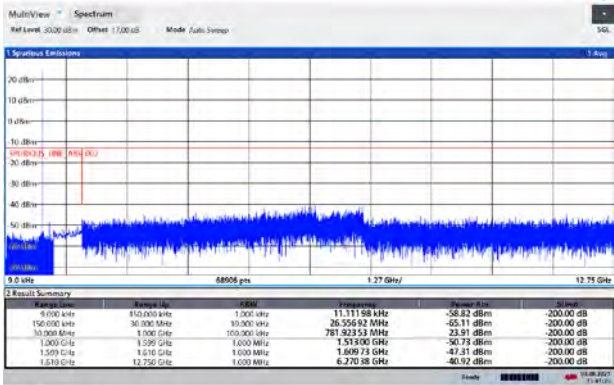 MultiView Spectrum
Ref Level 30.00 dBm Offset 17.00 dB Mode Auto Sweep SGL
1 Spurious Emissions 1 Avg
20 dBm
10 dBm
0 dBm
-10 dBm
-20 dBm
-30 dBm
-40 dBm
-50 dBm
9.0 kHz 68906 pts 1.27 GHz/ 12.75 GHz
2 Result Summary
Range Low Range Up RBW Frequency Power Abs ΔLimit
9.000 kHz 150.000 kHz 1.000 kHz 11.11198 kHz -58.82 dBm -200.00 dB
150.000 kHz 30.000 MHz 10.000 kHz 26.55692 MHz -65.11 dBm -200.00 dB
30.000 MHz 1.000 GHz 100.000 kHz 781.92353 MHz 23.91 dBm -200.00 dB
1.000 GHz 1.599 GHz 1.000 MHz 1.51300 GHz -50.73 dBm -200.00 dB
1.599 GHz 1.610 GHz 1.000 MHz 1.60973 GHz -47.31 dBm -200.00 dB
1.610 GHz 12.750 GHz 1.000 MHz 6.27038 GHz -40.92 dBm -200.00 dB
Ready